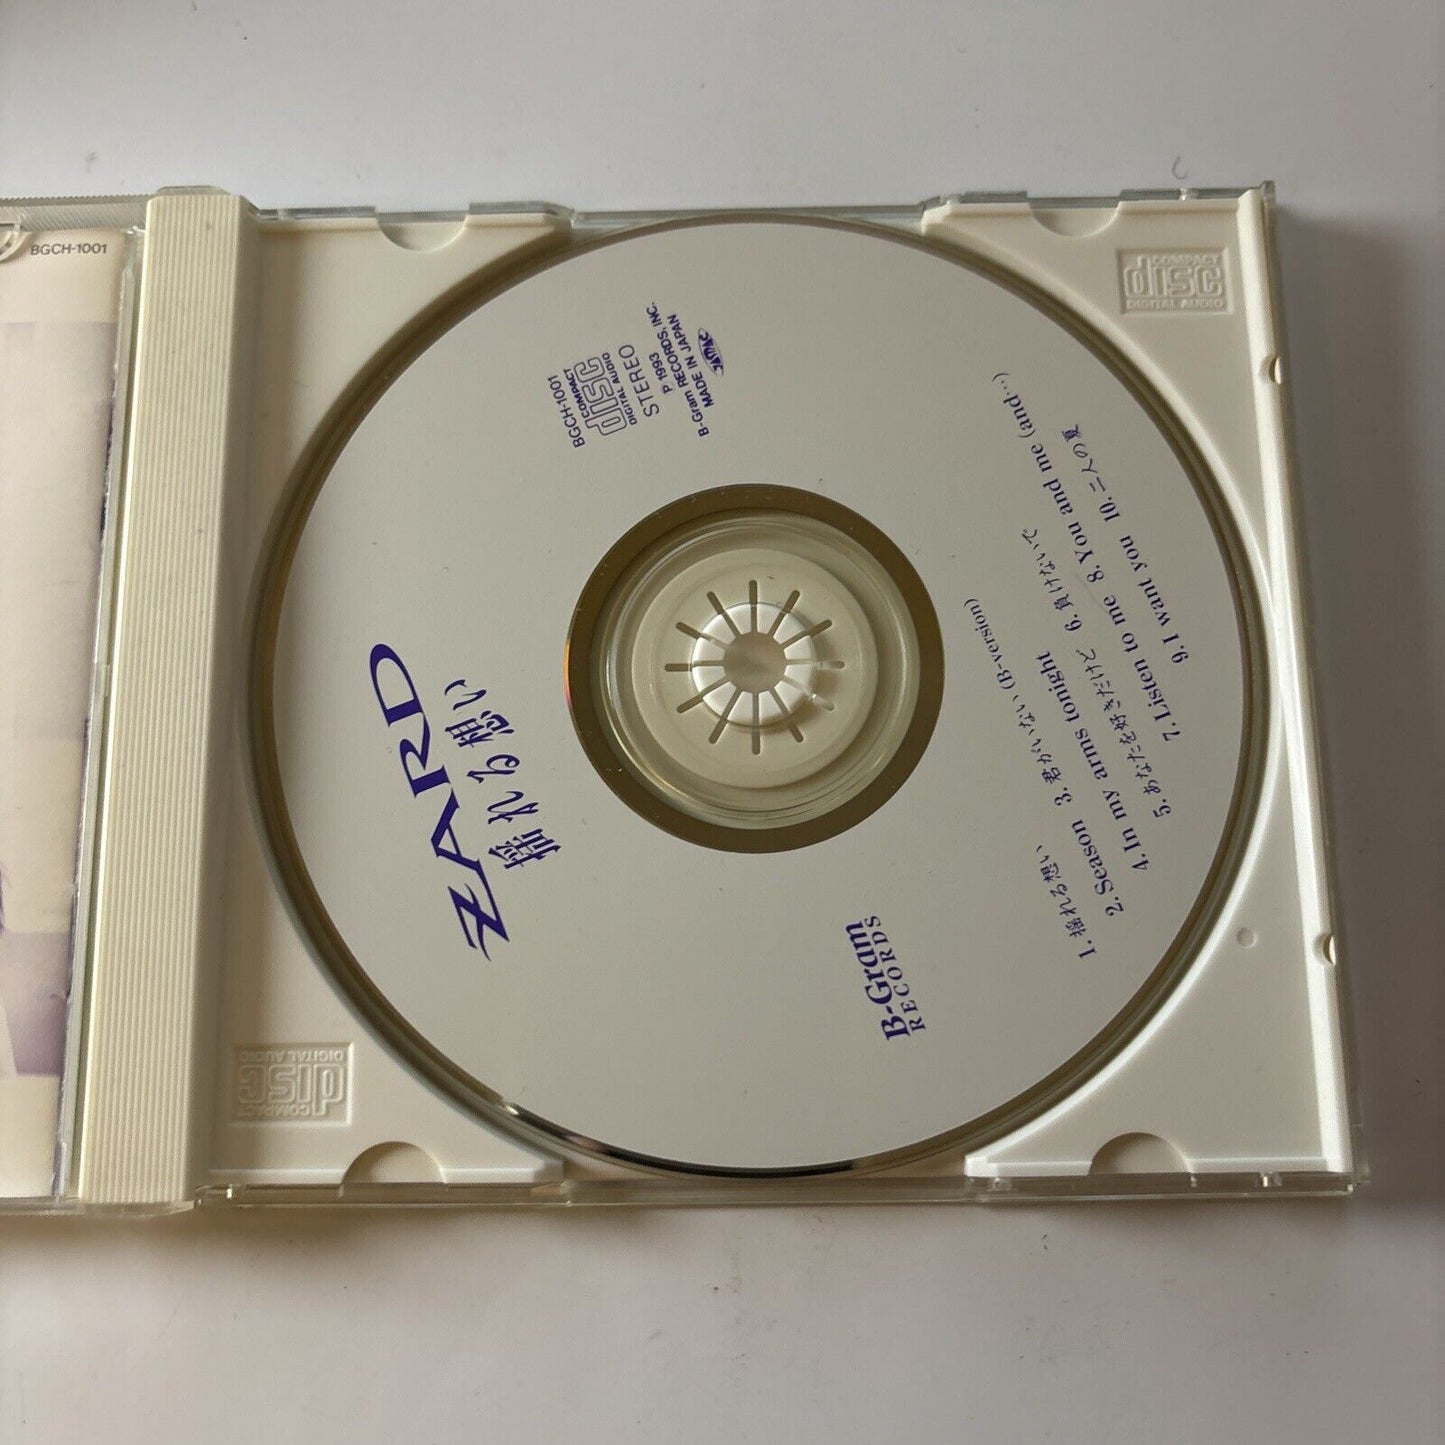 BGCH-1001
COMPACT
disc
DIGITAL AUDIO
ZARD
揺れる想い
BGCH-1001
COMPACT
disc
DIGITAL AUDIO
STEREO
P 1993
B-Gram RECORDS, INC.
MADE IN JAPAN
B-Gram
RECORDS
1. 揺れる想い
2. Season 3. 君がいない (B-version)
4. In my arms tonight
5. あなたを好きだけど 6. 負けないで
7. Listen to me 8. You and me (and…)
9. I want you 10. 二人の夏
COMPACT
disc
DIGITAL AUDIO